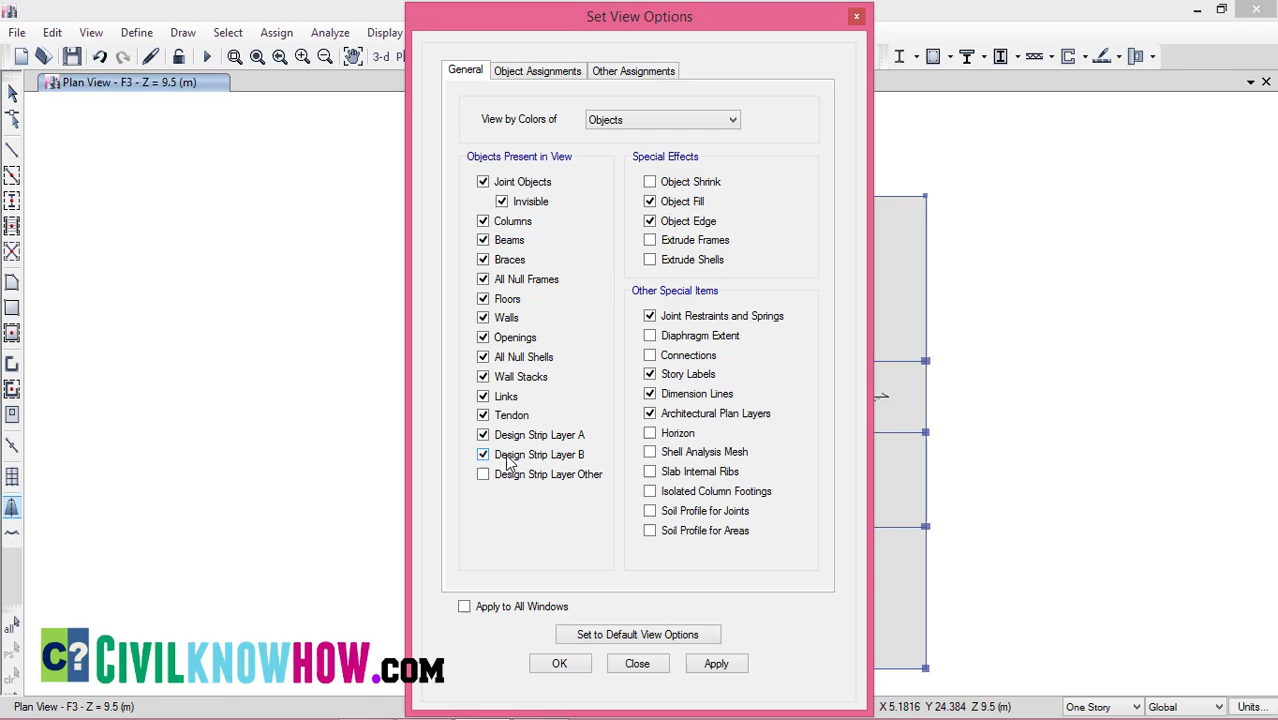 Set View Options
x
File Edit View Define Draw Select Assign Analyze Display
3-d Pl
Plan View - F3 - Z = 9.5 (m)
General Object Assignments Other Assignments
View by Colors of Objects
Objects Present in View
Joint Objects
Invisible
Columns
Beams
Braces
All Null Frames
Floors
Walls
Openings
All Null Shells
Wall Stacks
Links
Tendon
Design Strip Layer A
Design Strip Layer B
Design Strip Layer Other
Special Effects
Object Shrink
Object Fill
Object Edge
Extrude Frames
Extrude Shells
Other Special Items
Joint Restraints and Springs
Diaphragm Extent
Connections
Story Labels
Dimension Lines
Architectural Plan Layers
Horizon
Shell Analysis Mesh
Slab Internal Ribs
Isolated Column Footings
Soil Profile for Joints
Soil Profile for Areas
Apply to All Windows
Set to Default View Options
OK Close Apply
all
ps
clr
C? CIVILKNOWHOW.COM
Plan View - F3 - Z = 9.5 (m) X 5.1816 Y 24.384 Z 9.5 (m) One Story Global Units...